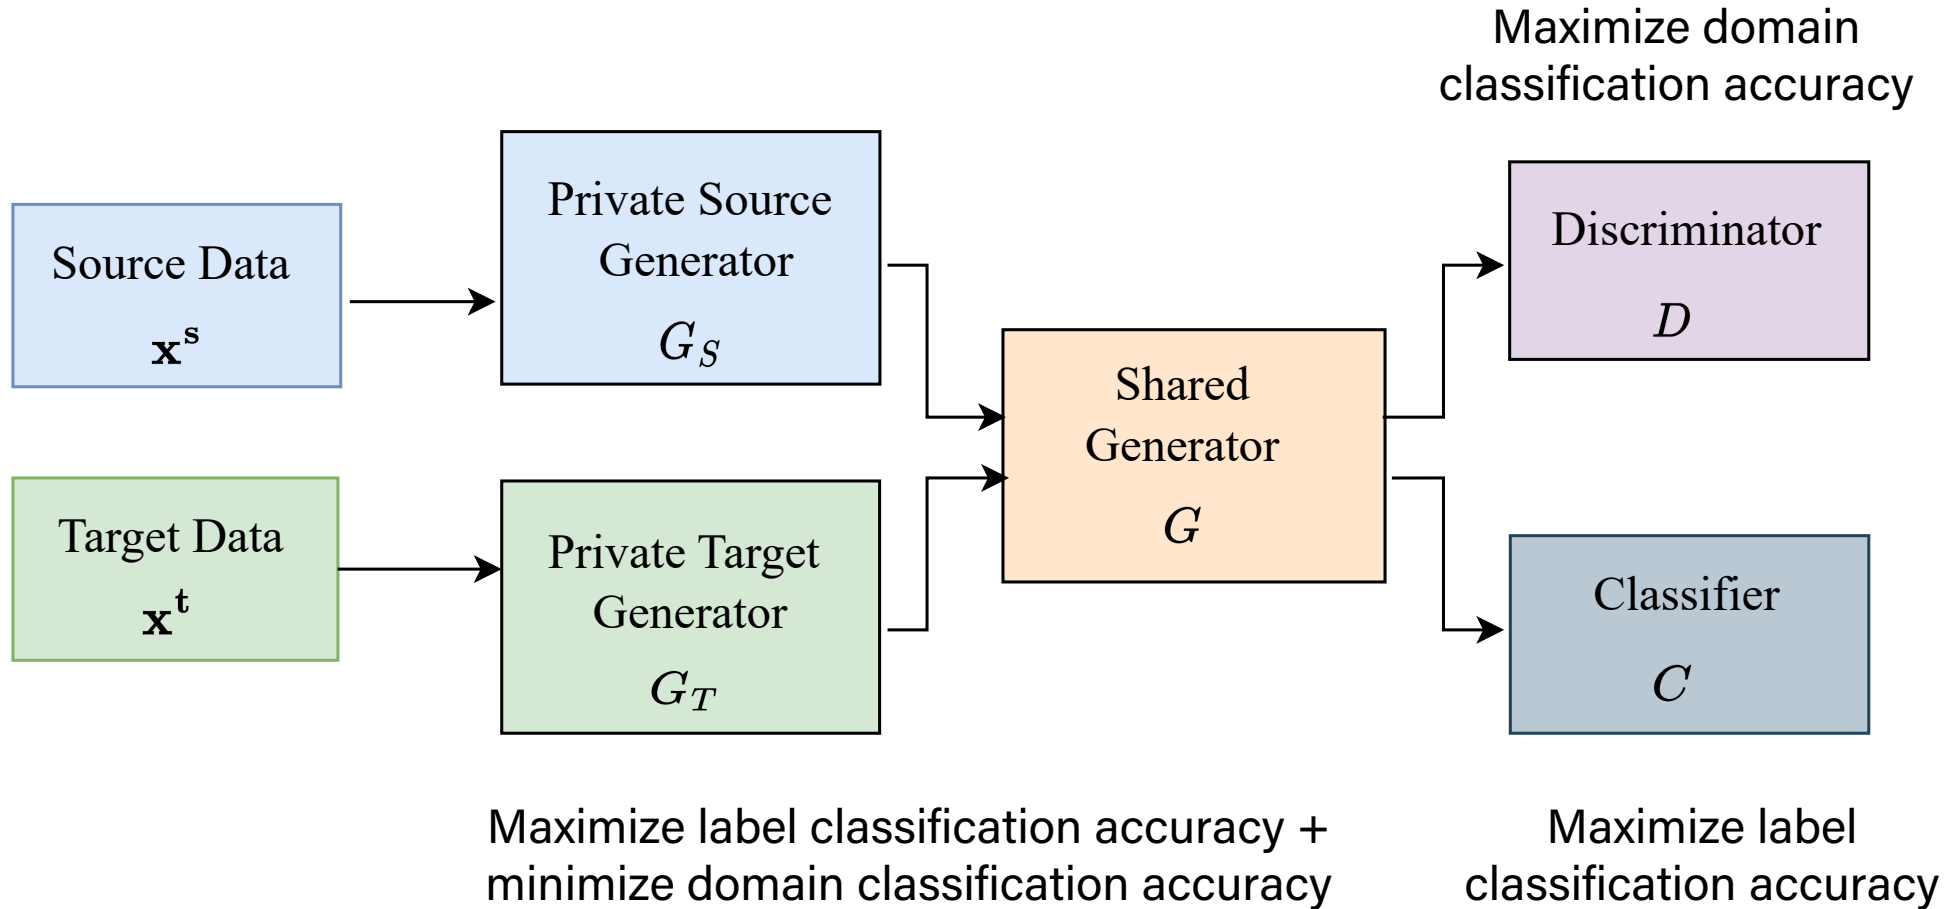 Maximize domain
classification accuracy
Source Data
x^s
Private Source
Generator
G_S
Discriminator
D
Shared
Generator
G
Target Data
x^t
Private Target
Generator
G_T
Classifier
C
Maximize label classification accuracy +
minimize domain classification accuracy
Maximize label
classification accuracy